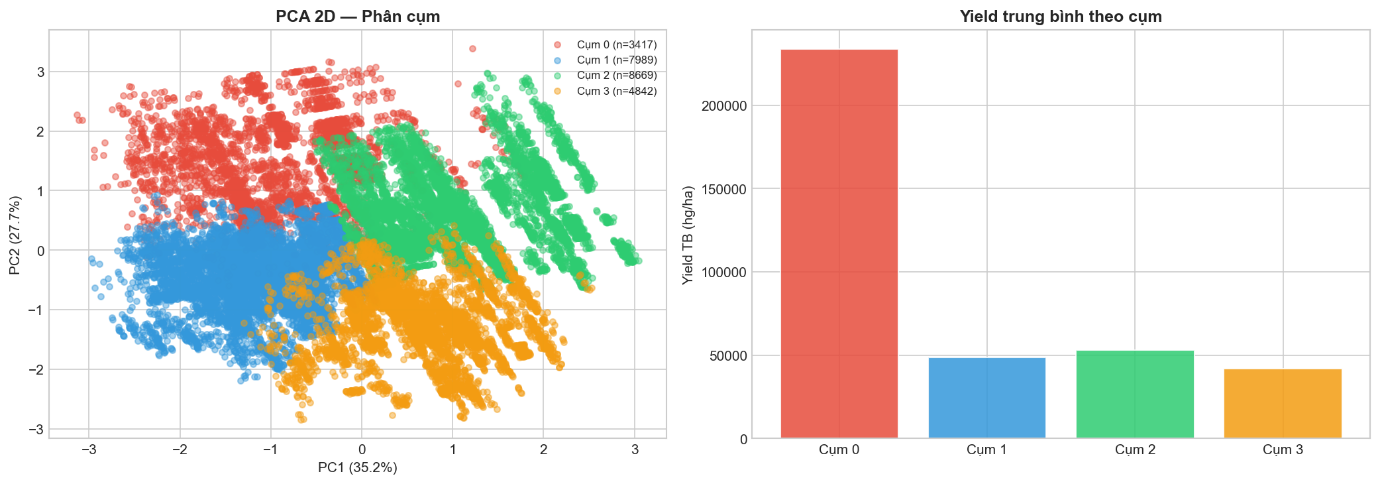 PCA 2D — Phân cụm
Cụm 0 (n=3417)
Cụm 1 (n=7989)
Cụm 2 (n=8669)
Cụm 3 (n=4842)
3
2
1
0
−1
−2
−3
PC2 (27.7%)
−3
−2
−1
0
1
2
3
PC1 (35.2%)
Yield trung bình theo cụm
200000
150000
100000
50000
0
Yield TB (hg/ha)
Cụm 0
Cụm 1
Cụm 2
Cụm 3